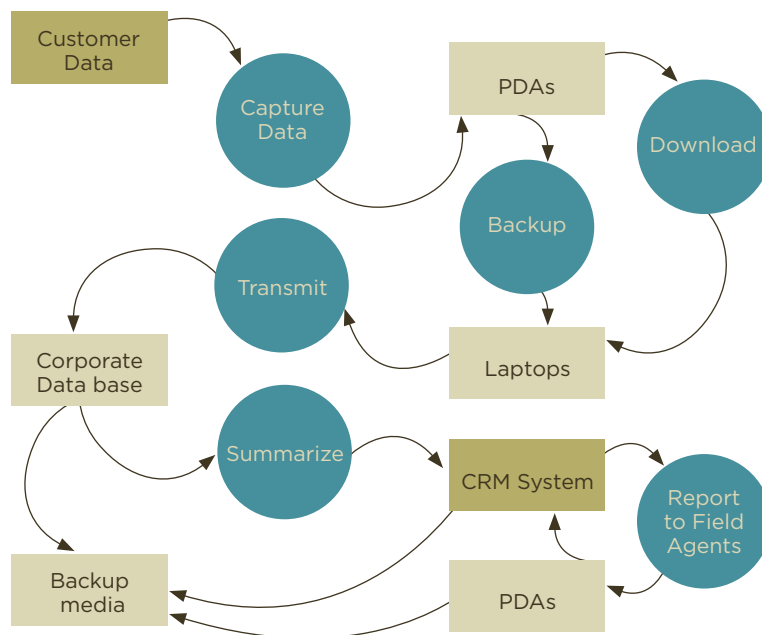 Customer
Data
Capture
Data
PDAs
Download
Backup
Transmit
Corporate
Data base
Laptops
Summarize
CRM System
Report
to Field
Agents
Backup
media
PDAs